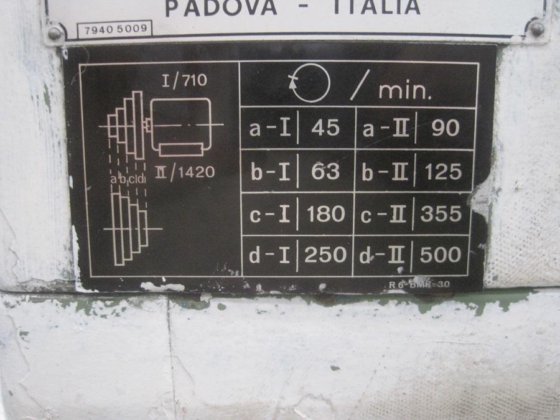 PADOVA - ITALIA
7940 5009
I/710
a b c d
II/1420
/ min.
a-I 45 a-II 90
b-I 63 b-II 125
c-I 180 c-II 355
d-I 250 d-II 500